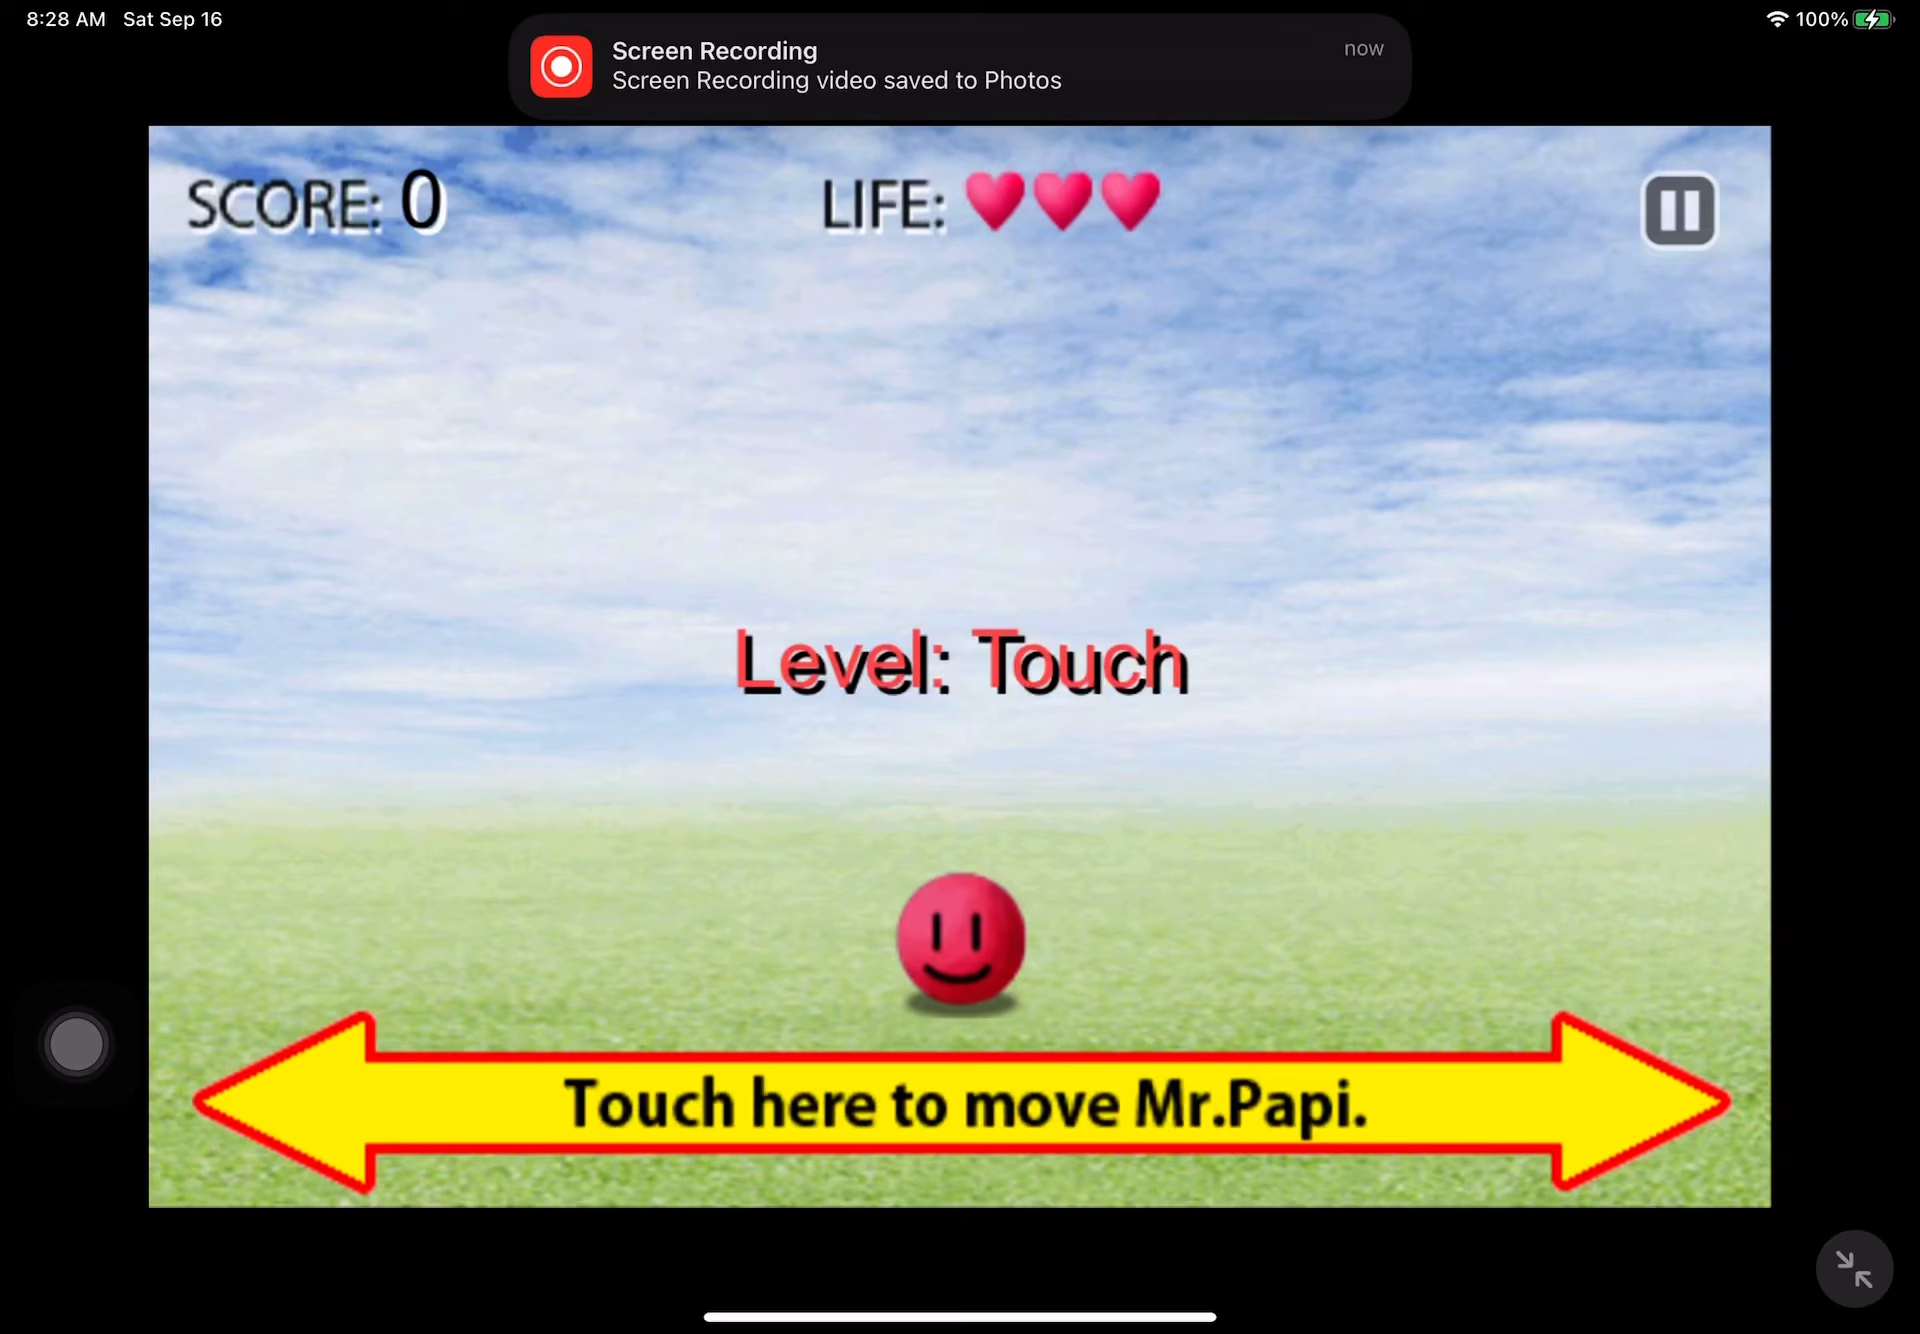 8:28 AM Sat Sep 16
100%
Screen Recording
now
Screen Recording video saved to Photos
SCORE: 0
LIFE:
Level: Touch
Touch here to move Mr.Papi.